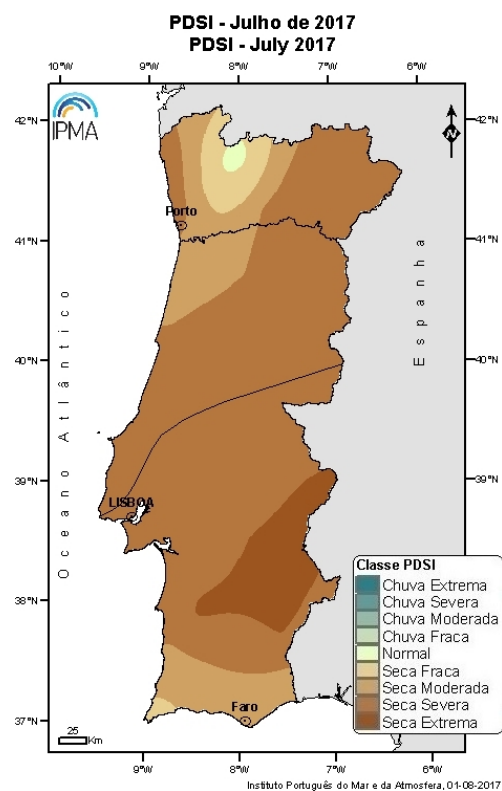 PDSI - Julho de 2017
PDSI - July 2017
10°W 9°W 8°W 7°W 6°W
IPMA
N
42°N 42°N
Porto
41°N 41°N
Espanha
Oceano Atlântico
40°N 40°N
39°N 39°N
LISBOA
Classe PDSI
Chuva Extrema
Chuva Severa
Chuva Moderada
Chuva Fraca
Normal
Seca Fraca
Seca Moderada
Seca Severa
Seca Extrema
38°N 38°N
Faro
37°N 37°N
25
Km
9°W 8°W 7°W 6°W
Instituto Português do Mar e da Atmosfera, 01-08-2017